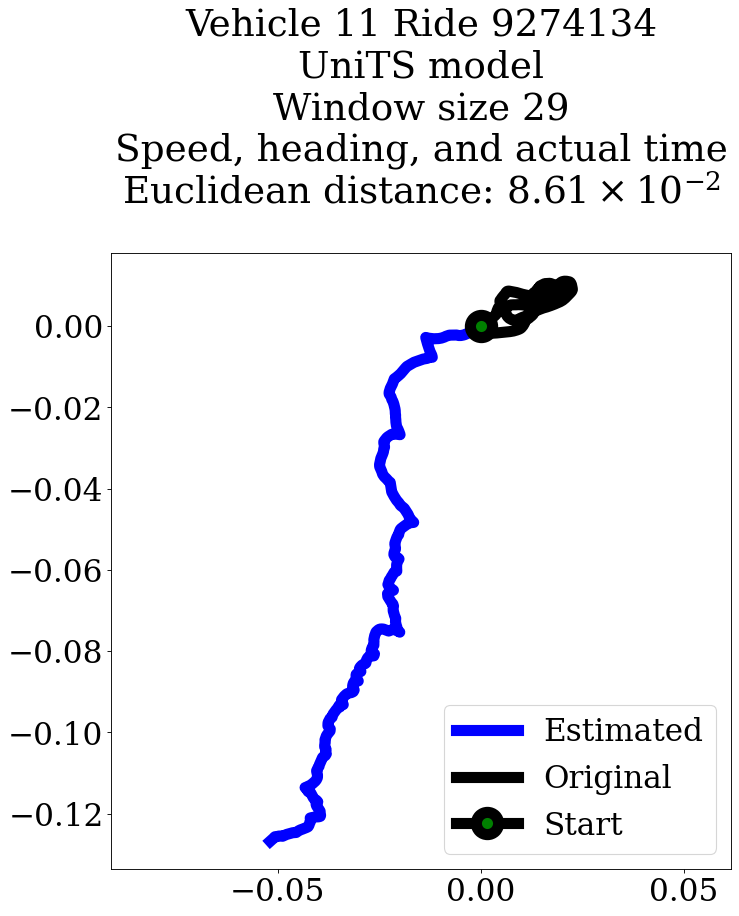 Vehicle 11 Ride 9274134
UniTS model
Window size 29
Speed, heading, and actual time
Euclidean distance: 8.61 × 10⁻²
0.00
−0.02
−0.04
−0.06
−0.08
−0.10
−0.12
Estimated
Original
Start
−0.05 0.00 0.05